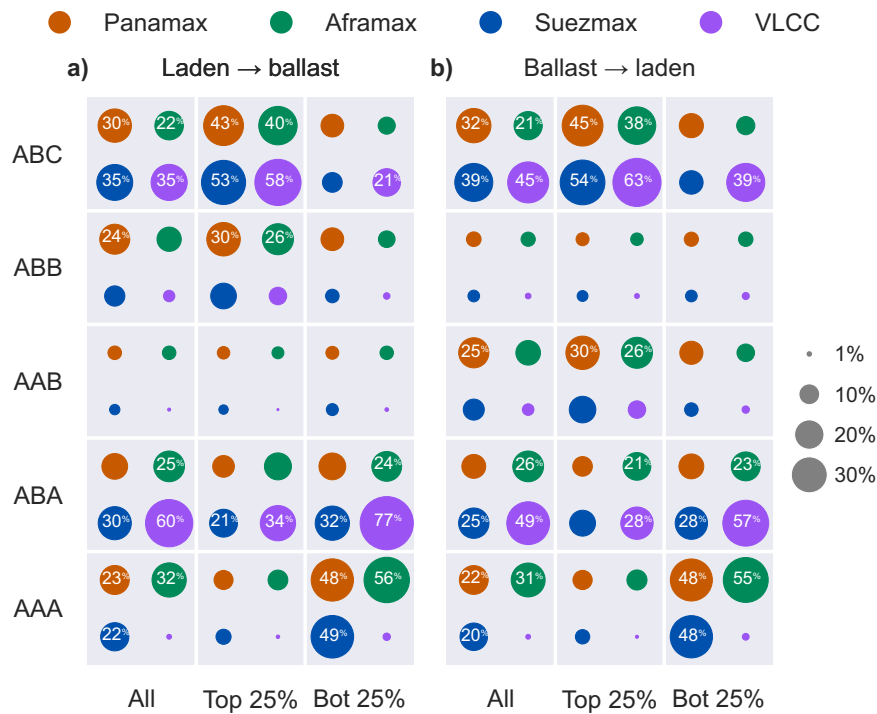 Panamax Aframax Suezmax VLCC
a) Laden → ballast b) Ballast → laden
30% 22% 43% 40% 32% 21% 45% 38%
ABC
35% 35% 53% 58% 21% 39% 45% 54% 63% 39%
24% 30% 26%
ABB
25% 30% 26%
AAB
1%
10%
20%
30%
25% 24% 26% 21% 23%
ABA
30% 60% 21% 34% 32% 77% 25% 49% 28% 28% 57%
23% 32% 48% 56% 22% 31% 48% 55%
AAA
22% 49% 20% 48%
All Top 25% Bot 25% All Top 25% Bot 25%